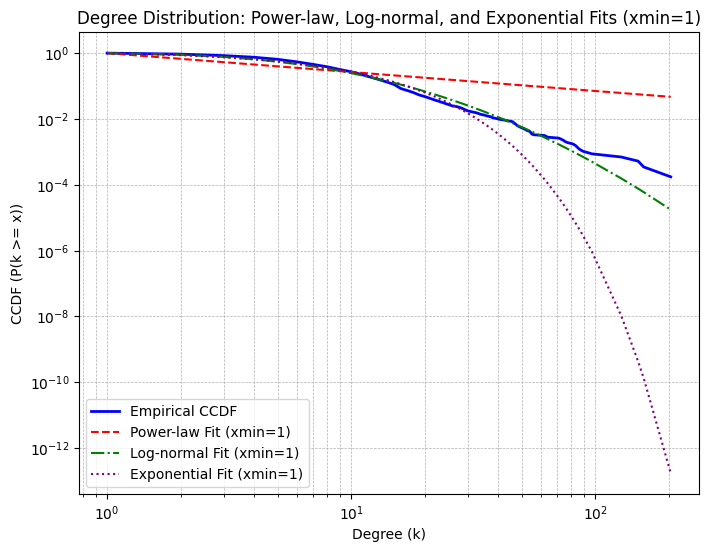 Degree Distribution: Power-law, Log-normal, and Exponential Fits (xmin=1)
CCDF (P(k >= x))
10^0
10^-2
10^-4
10^-6
10^-8
10^-10
10^-12
Empirical CCDF
Power-law Fit (xmin=1)
Log-normal Fit (xmin=1)
Exponential Fit (xmin=1)
10^0 10^1 10^2
Degree (k)